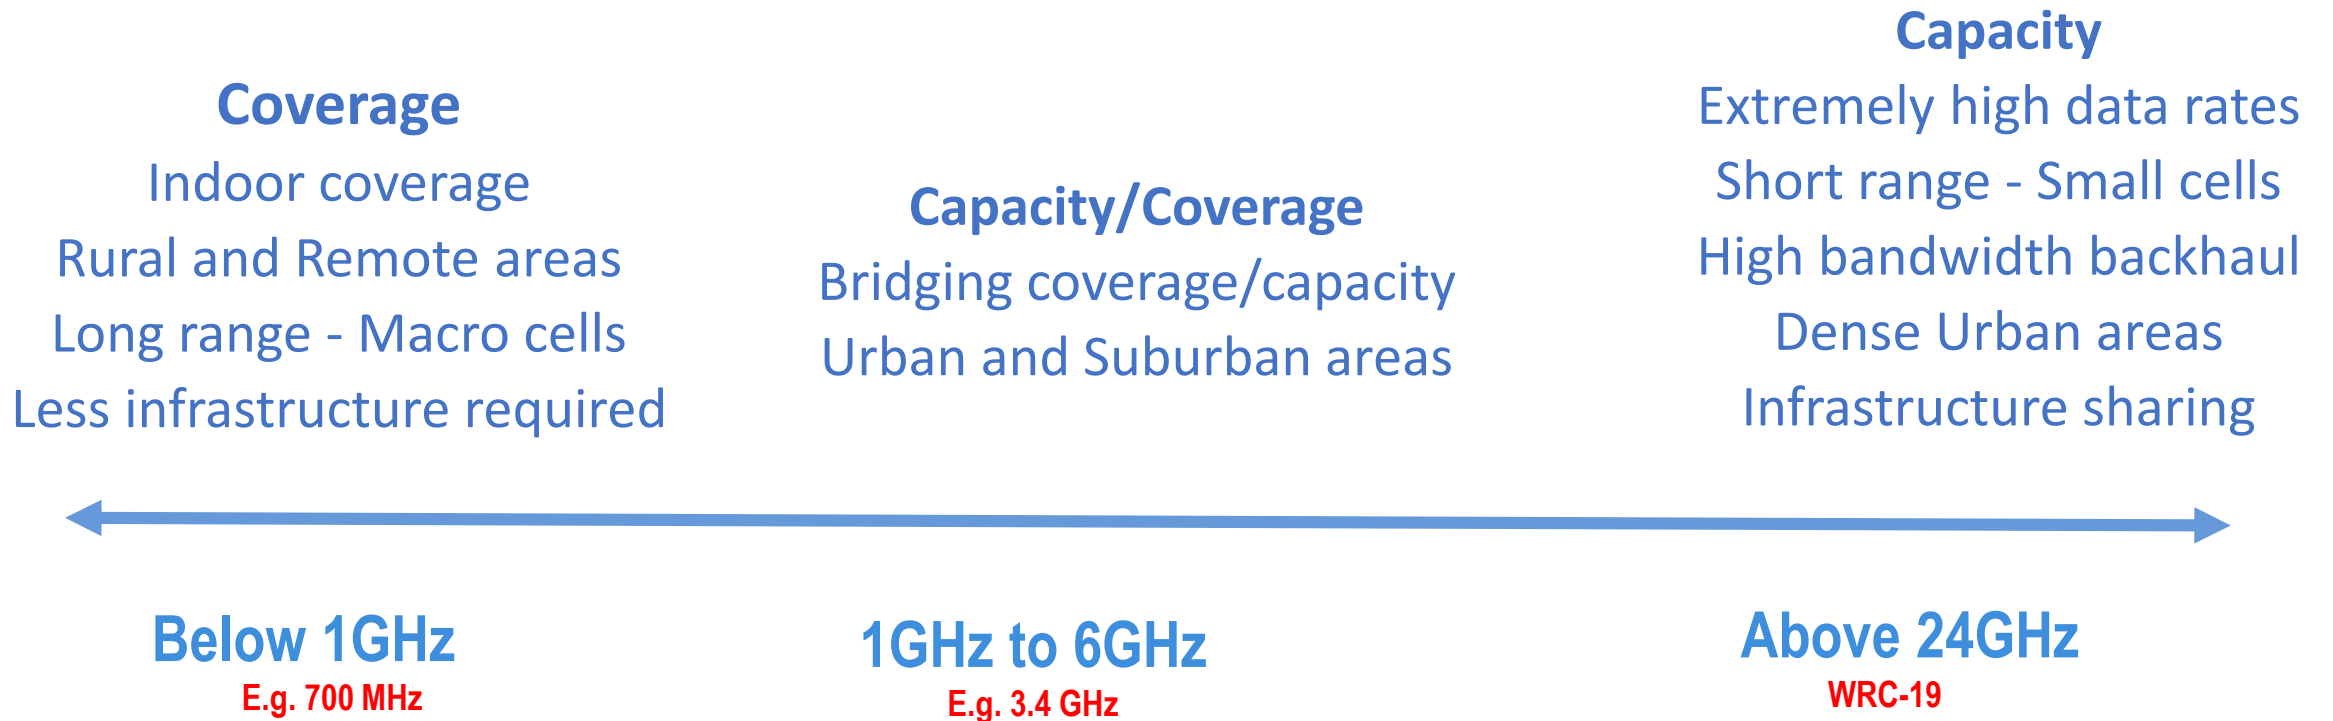 Coverage
Indoor coverage
Rural and Remote areas
Long range - Macro cells
Less infrastructure required
Capacity/Coverage
Bridging coverage/capacity
Urban and Suburban areas
Capacity
Extremely high data rates
Short range - Small cells
High bandwidth backhaul
Dense Urban areas
Infrastructure sharing
Below 1GHz
E.g. 700 MHz
1GHz to 6GHz
E.g. 3.4 GHz
Above 24GHz
WRC-19